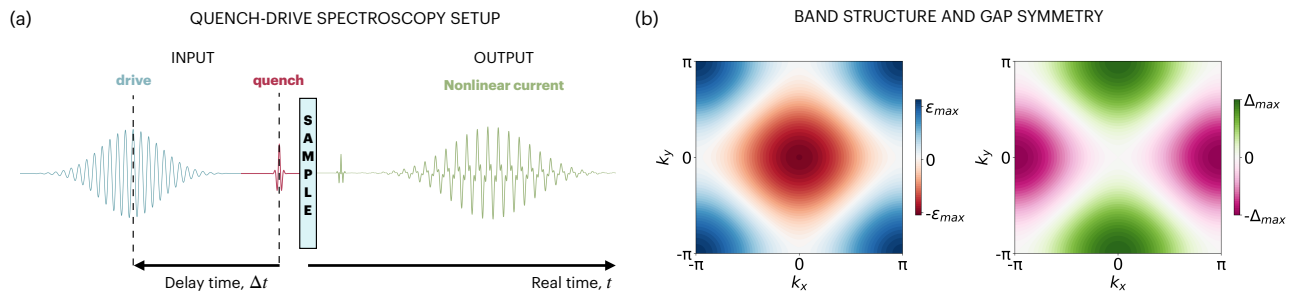 (a)
QUENCH-DRIVE SPECTROSCOPY SETUP
INPUT
OUTPUT
drive
quench
Nonlinear current
SAMPLE
Delay time, Δt
Real time, t
(b)
BAND STRUCTURE AND GAP SYMMETRY
π
0
-π
k_y
-π
0
π
k_x
ε_max
0
-ε_max
π
0
-π
k_y
-π
0
π
k_x
Δ_max
0
-Δ_max